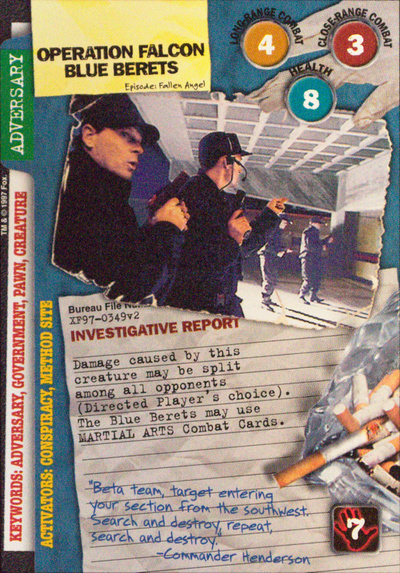 OPERATION FALCON
BLUE BERETS
Episode: Fallen Angel
LONG-RANGE COMBAT
4
CLOSE-RANGE COMBAT
3
HEALTH
8
ADVERSARY
TM & © 1997 Fox.
KEYWORDS: ADVERSARY, GOVERNMENT, PAWN, CREATURE
ACTIVATORS: CONSPIRACY, METHOD SITE
Bureau File
XF97-0349v2
INVESTIGATIVE REPORT
Damage caused by this
creature may be split
among all opponents
(Directed Player's choice).
The Blue Berets may use
MARTIAL ARTS Combat Cards.
"Beta team, target entering
your section from the southwest.
Search and destroy, repeat,
search and destroy."
-Commander Henderson
7